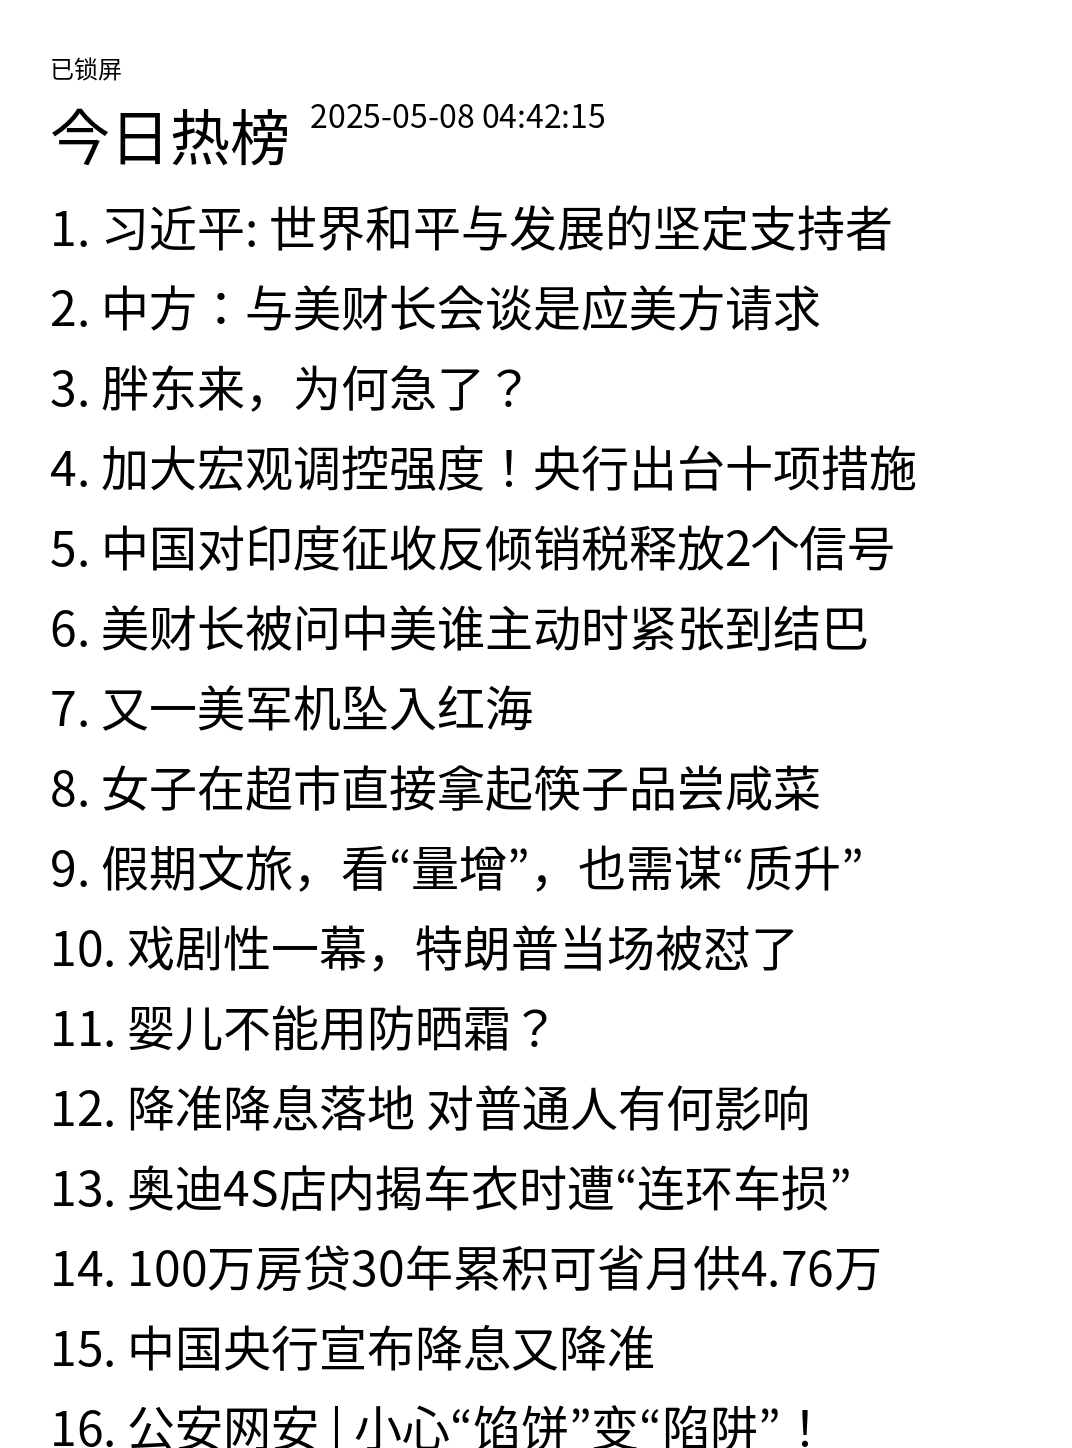 已锁屏
今日热榜 2025-05-08 04:42:15
1. 习近平: 世界和平与发展的坚定支持者
2. 中方：与美财长会谈是应美方请求
3. 胖东来，为何急了？
4. 加大宏观调控强度！央行出台十项措施
5. 中国对印度征收反倾销税释放2个信号
6. 美财长被问中美谁主动时紧张到结巴
7. 又一美军机坠入红海
8. 女子在超市直接拿起筷子品尝咸菜
9. 假期文旅，看“量增”，也需谋“质升”
10. 戏剧性一幕，特朗普当场被怼了
11. 婴儿不能用防晒霜？
12. 降准降息落地 对普通人有何影响
13. 奥迪4S店内揭车衣时遭“连环车损”
14. 100万房贷30年累积可省月供4.76万
15. 中国央行宣布降息又降准
16. 公安网安 | 小心“馅饼”变“陷阱”！